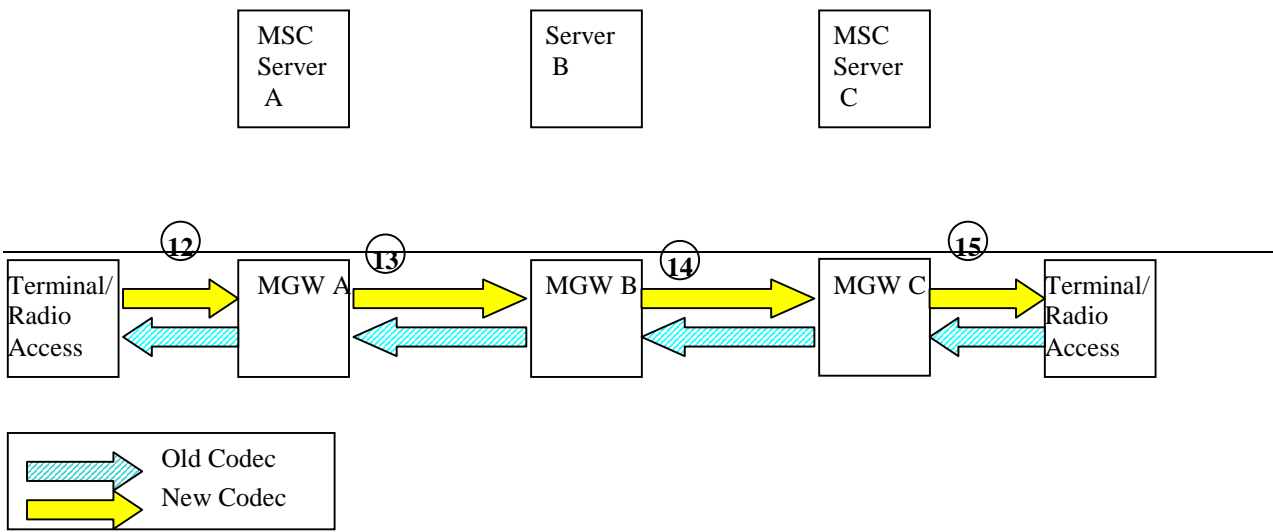 MSC
Server
A
Server
B
MSC
Server
C
12
13
14
15
Terminal/
Radio
Access
MGW A
MGW B
MGW C
Terminal/
Radio
Access
Old Codec
New Codec